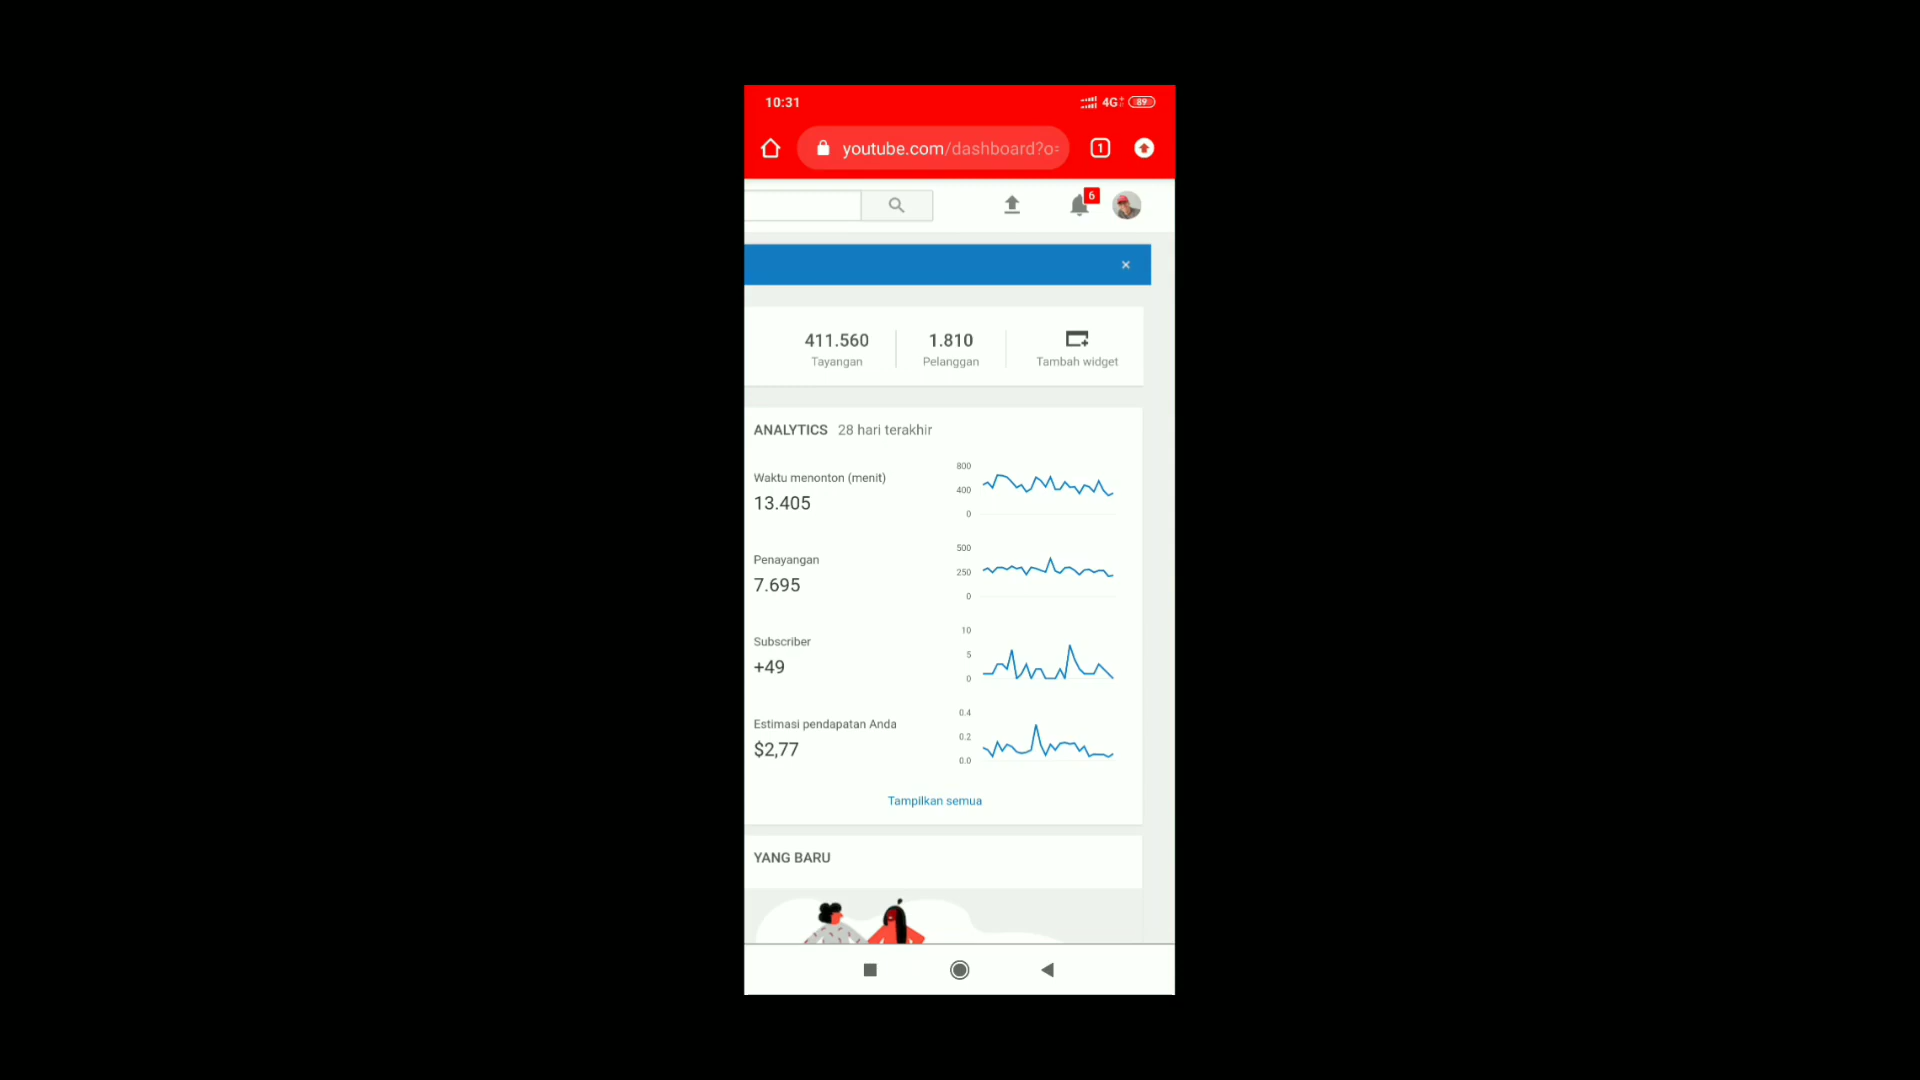 10:31 4G 89
youtube.com/dashboard?o=
1
6
×
411.560 1.810
Tayangan Pelanggan Tambah widget
ANALYTICS 28 hari terakhir
Waktu menonton (menit)
13.405
800
400
0
Penayangan
7.695
500
250
0
Subscriber
+49
10
5
0
Estimasi pendapatan Anda
$2,77
0.4
0.2
0.0
Tampilkan semua
YANG BARU